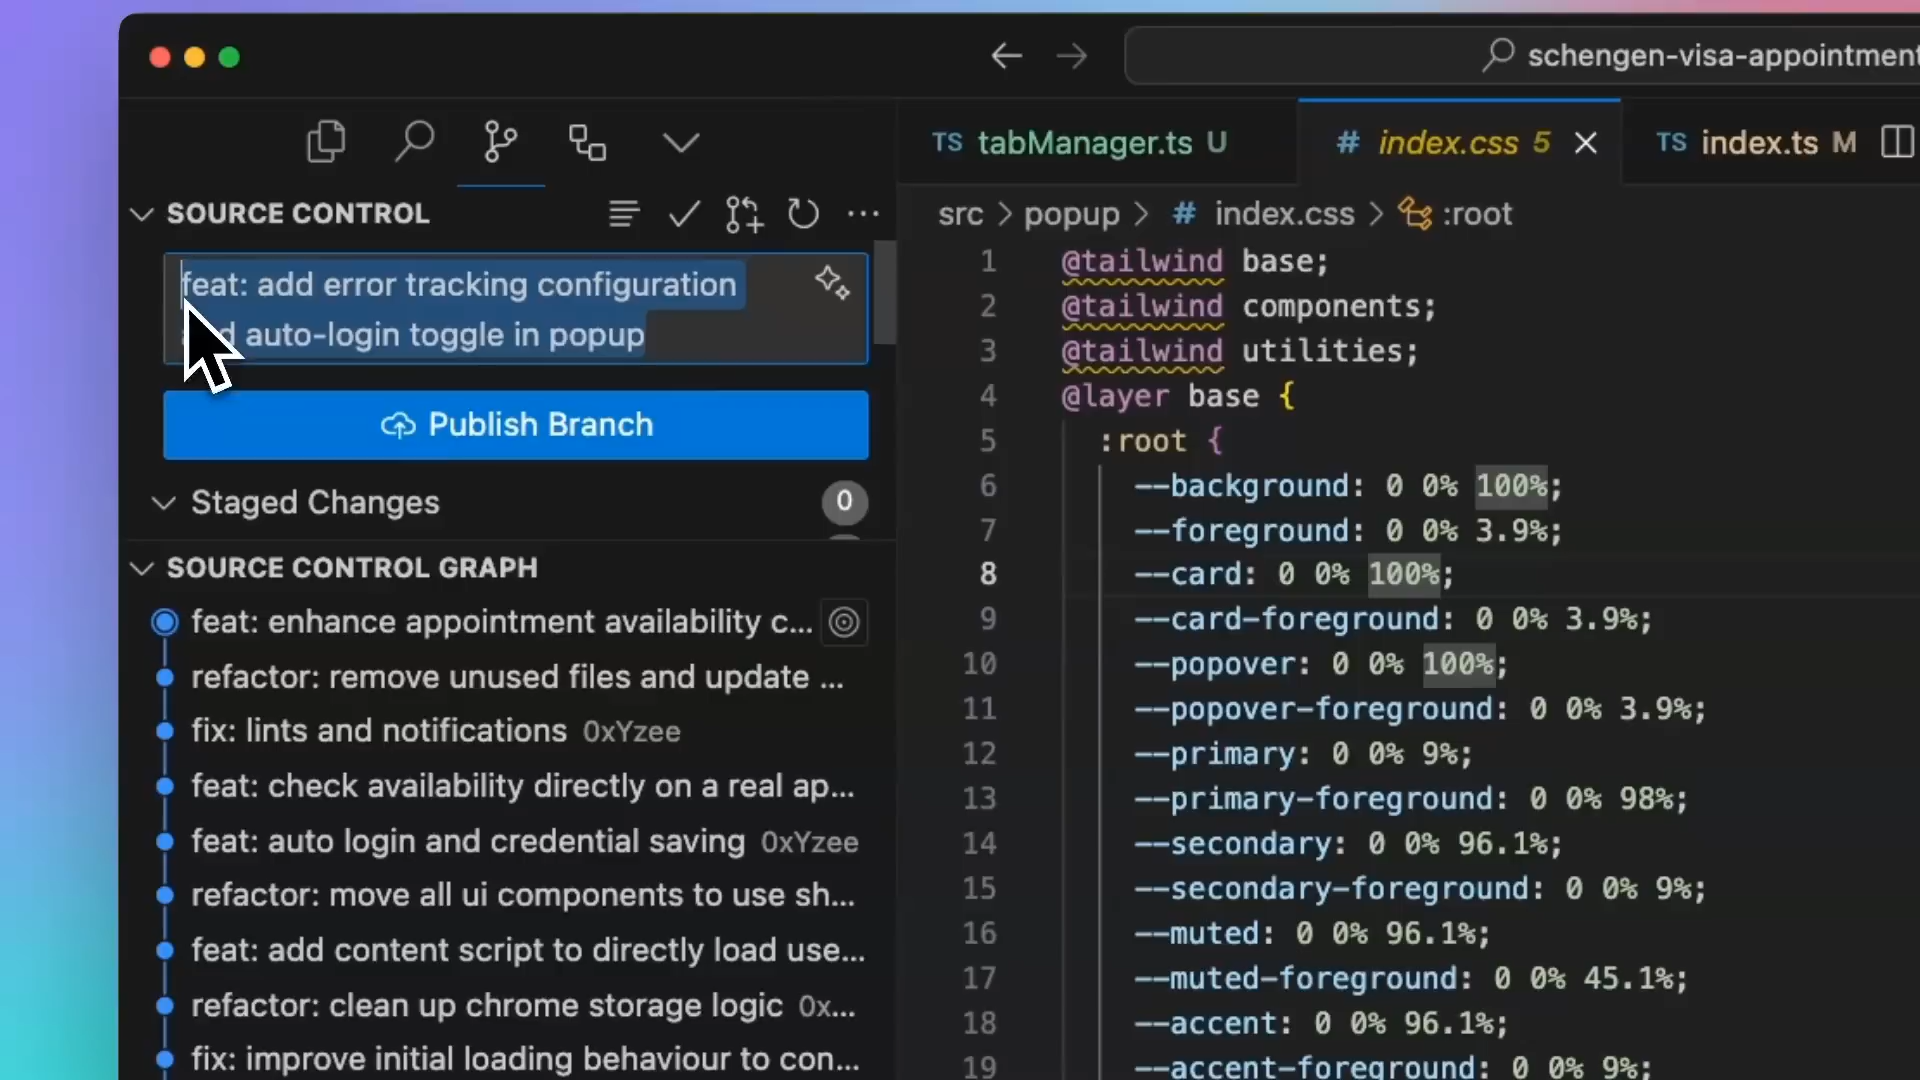 schengen-visa-appointment
TS tabManager.ts U
# index.css 5
TS index.ts M
SOURCE CONTROL
feat: add error tracking configuration
auto-login toggle in popup
Publish Branch
Staged Changes 0
SOURCE CONTROL GRAPH
feat: enhance appointment availability c...
refactor: remove unused files and update ...
fix: lints and notifications 0xYzee
feat: check availability directly on a real ap...
feat: auto login and credential saving 0xYzee
refactor: move all ui components to use sh...
feat: add content script to directly load use...
refactor: clean up chrome storage logic 0x...
fix: improve initial loading behaviour to con...
src > popup > # index.css > :root
1 @tailwind base;
2 @tailwind components;
3 @tailwind utilities;
4 @layer base {
5 :root {
6 --background: 0 0% 100%;
7 --foreground: 0 0% 3.9%;
8 --card: 0 0% 100%;
9 --card-foreground: 0 0% 3.9%;
10 --popover: 0 0% 100%;
11 --popover-foreground: 0 0% 3.9%;
12 --primary: 0 0% 9%;
13 --primary-foreground: 0 0% 98%;
14 --secondary: 0 0% 96.1%;
15 --secondary-foreground: 0 0% 9%;
16 --muted: 0 0% 96.1%;
17 --muted-foreground: 0 0% 45.1%;
18 --accent: 0 0% 96.1%;
19 --accent-foreground: 0 0% 9%;